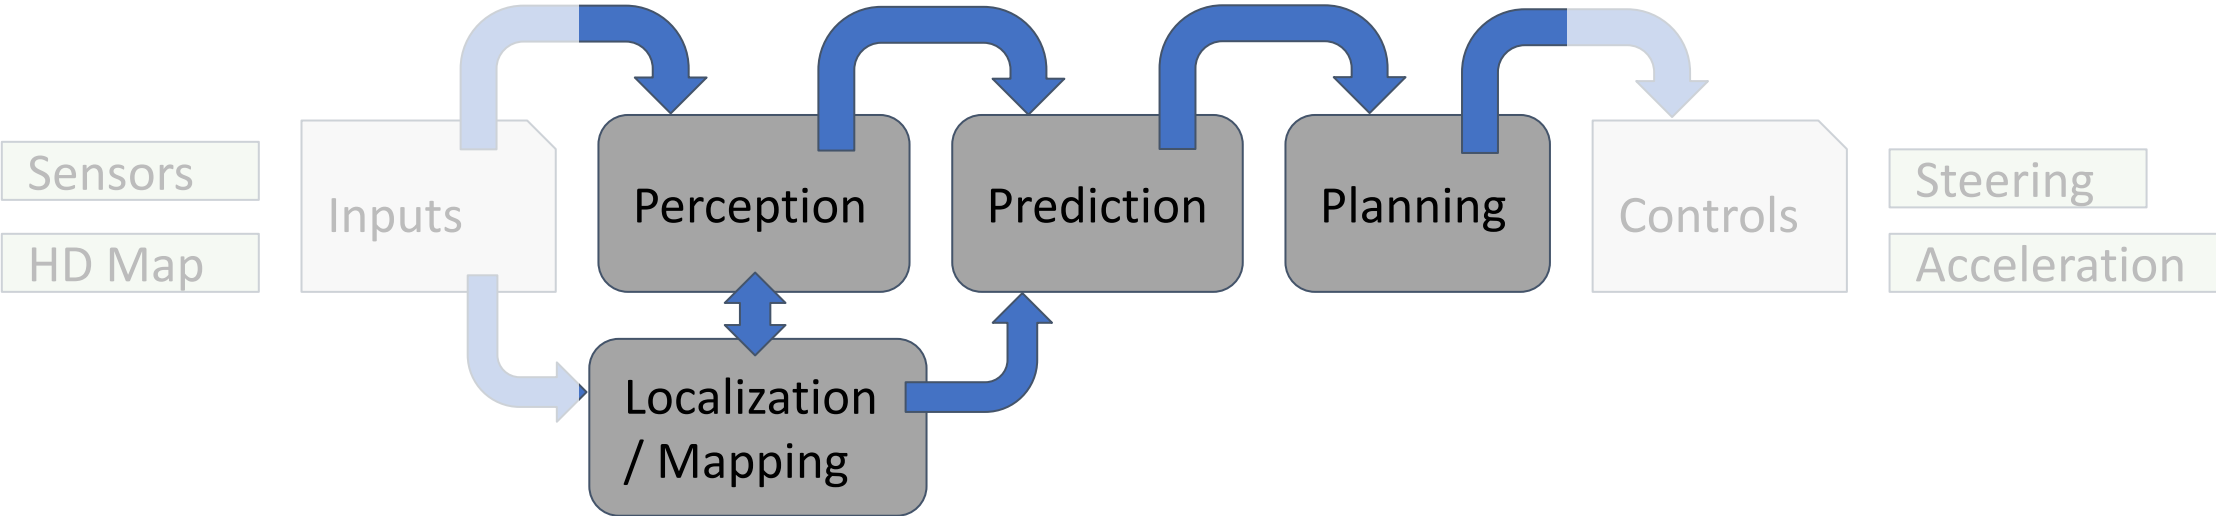 Sensors
HD Map
Inputs
Perception
Localization
/ Mapping
Prediction
Planning
Controls
Steering
Acceleration